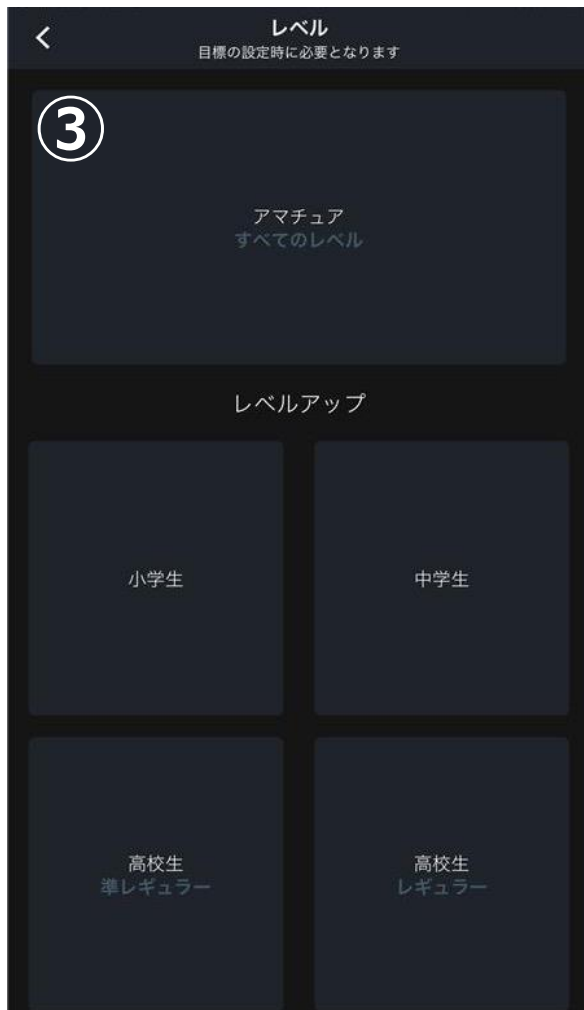 レベル
目標の設定時に必要となります
③
アマチュア
すべてのレベル
レベルアップ
小学生
中学生
高校生
準レギュラー
高校生
レギュラー